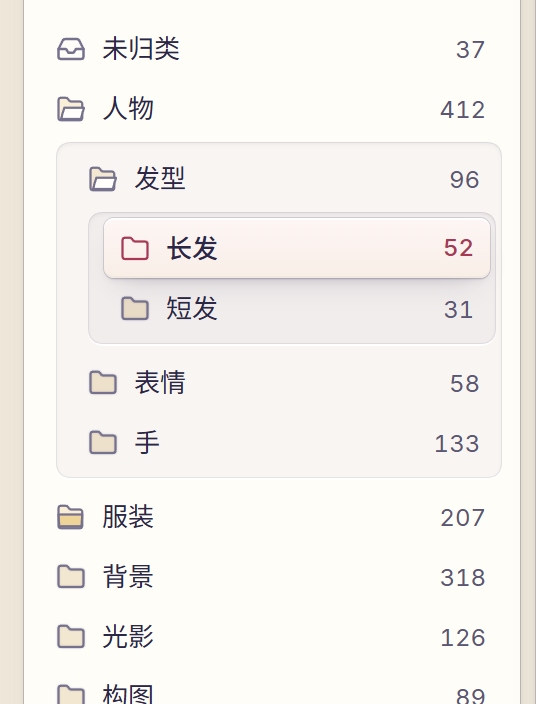 未归类 37
人物 412
发型 96
长发 52
短发 31
表情 58
手 133
服装 207
背景 318
光影 126
构图 89